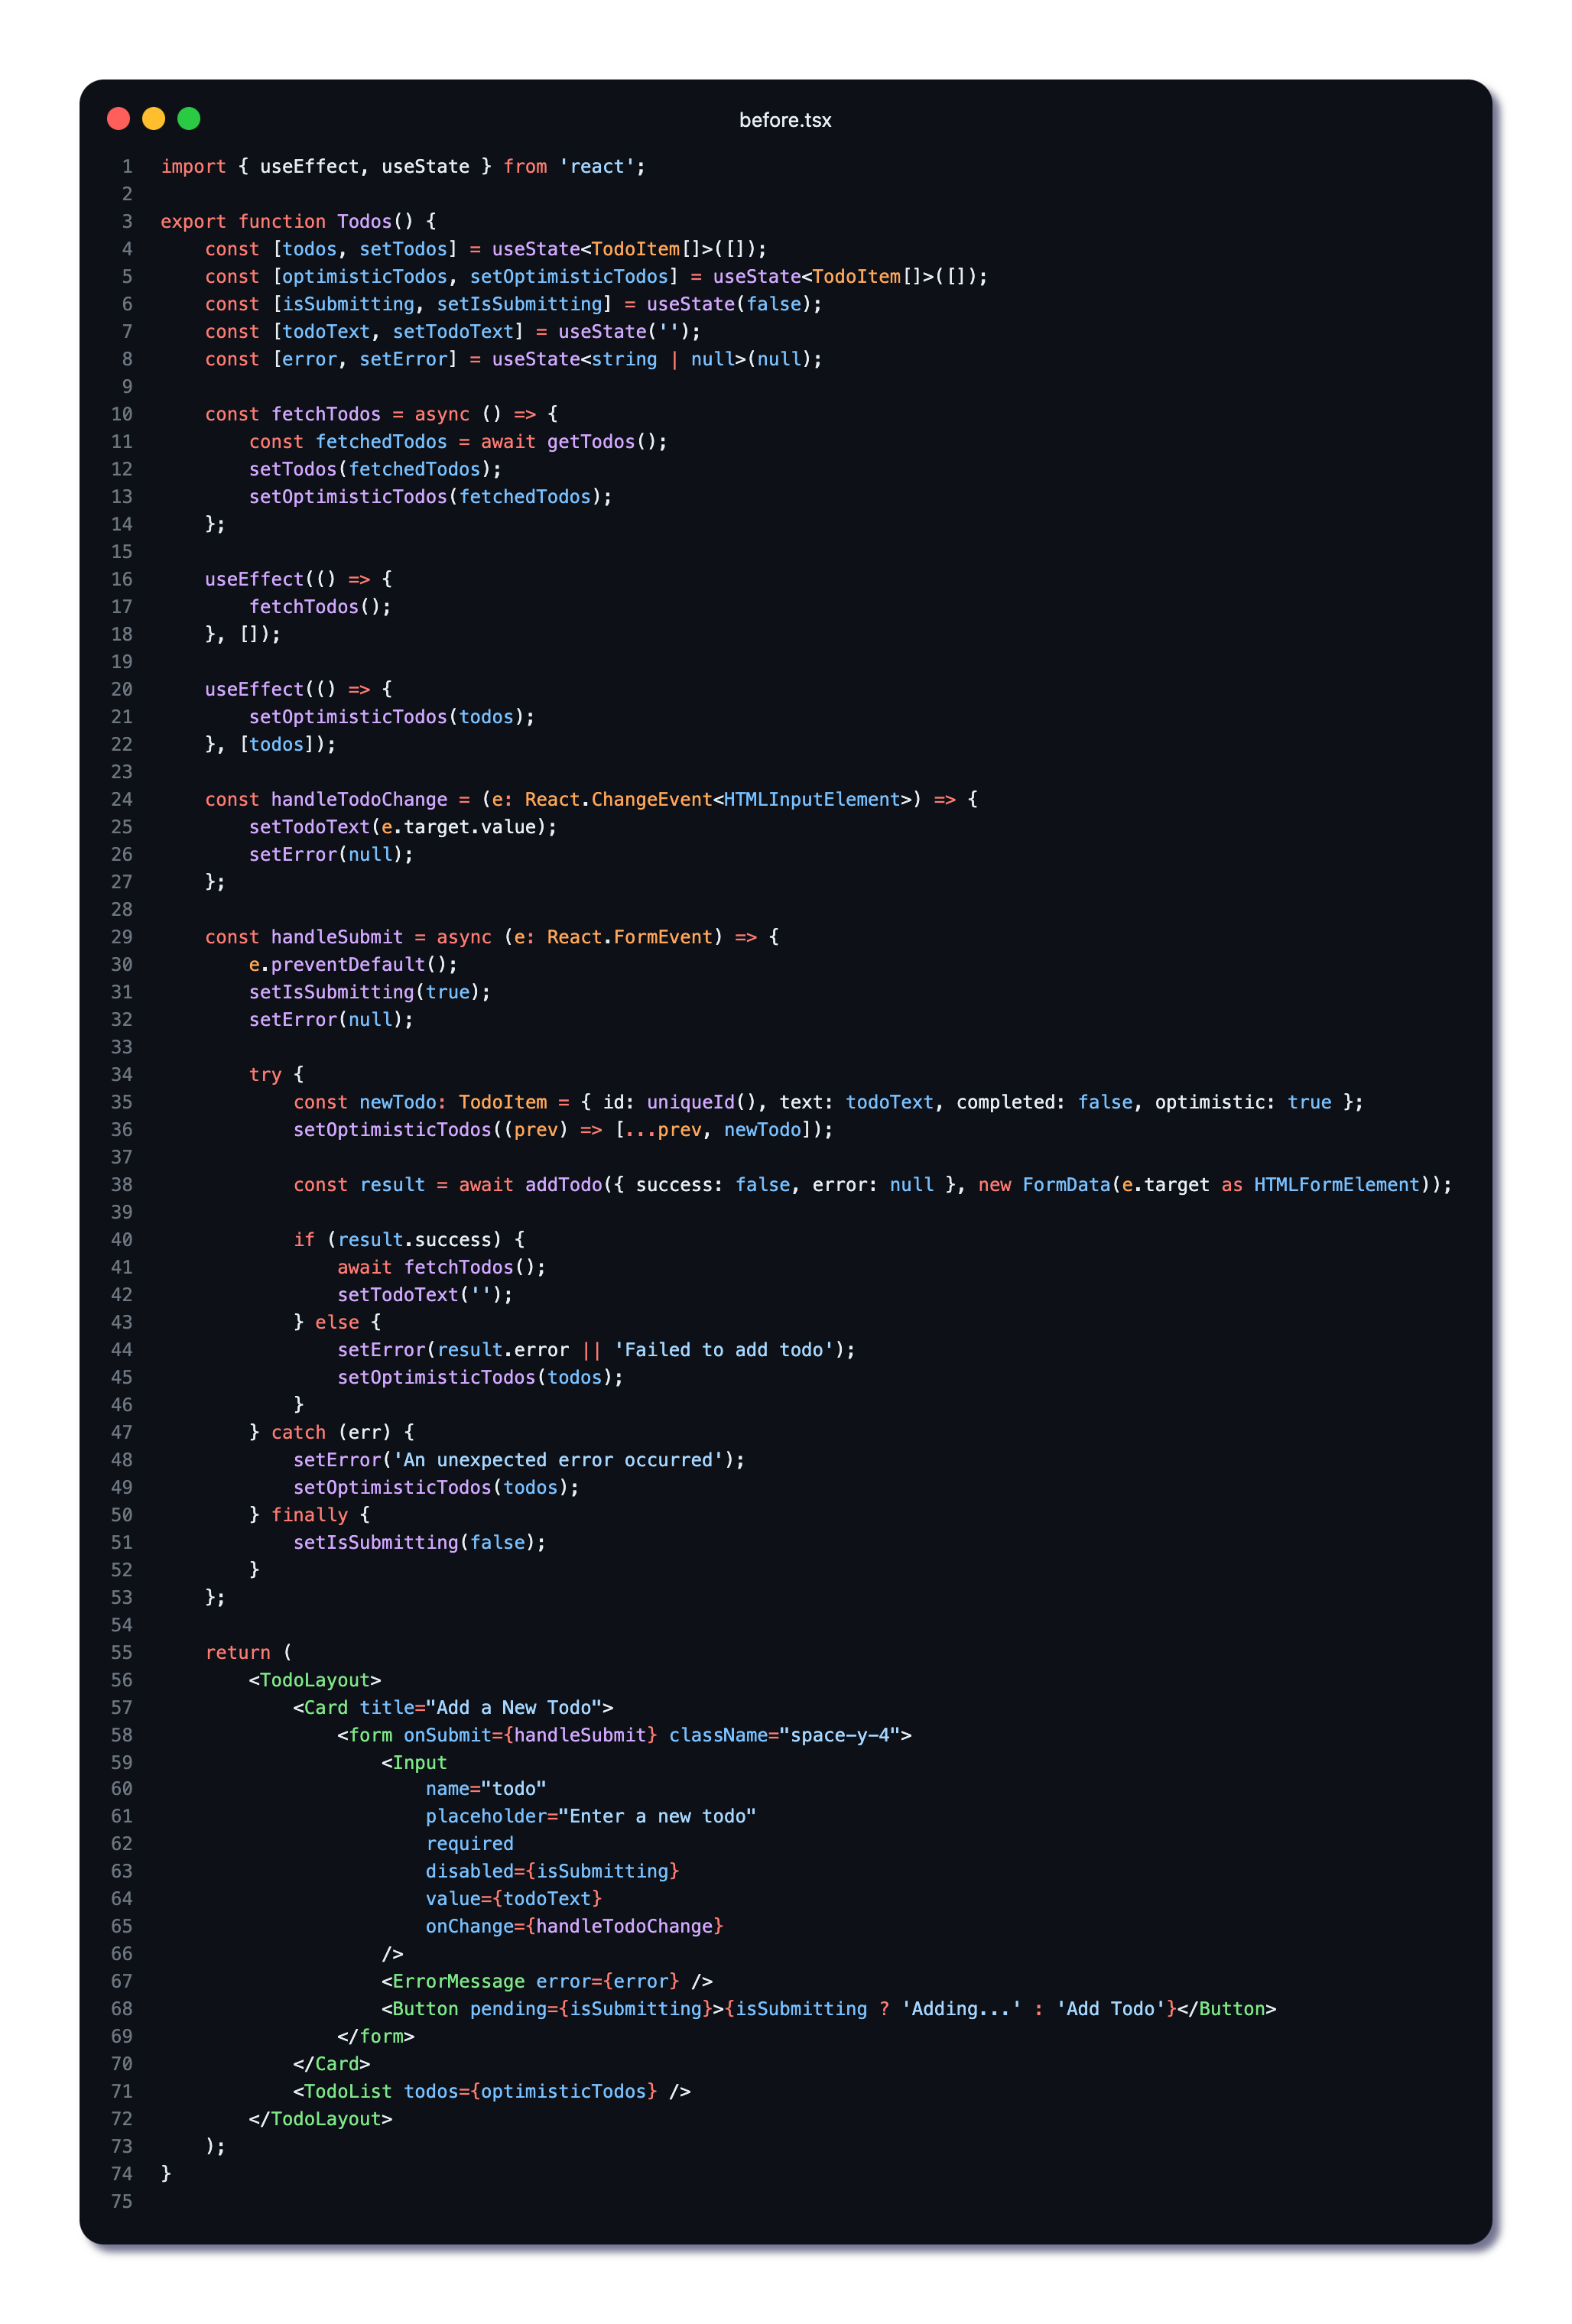 before.tsx
1 import { useEffect, useState } from 'react';
2
3 export function Todos() {
4     const [todos, setTodos] = useState<TodoItem[]>([]);
5     const [optimisticTodos, setOptimisticTodos] = useState<TodoItem[]>([]);
6     const [isSubmitting, setIsSubmitting] = useState(false);
7     const [todoText, setTodoText] = useState('');
8     const [error, setError] = useState<string | null>(null);
9
10     const fetchTodos = async () => {
11         const fetchedTodos = await getTodos();
12         setTodos(fetchedTodos);
13         setOptimisticTodos(fetchedTodos);
14     };
15
16     useEffect(() => {
17         fetchTodos();
18     }, []);
19
20     useEffect(() => {
21         setOptimisticTodos(todos);
22     }, [todos]);
23
24     const handleTodoChange = (e: React.ChangeEvent<HTMLInputElement>) => {
25         setTodoText(e.target.value);
26         setError(null);
27     };
28
29     const handleSubmit = async (e: React.FormEvent) => {
30         e.preventDefault();
31         setIsSubmitting(true);
32         setError(null);
33
34         try {
35             const newTodo: TodoItem = { id: uniqueId(), text: todoText, completed: false, optimistic: true };
36             setOptimisticTodos((prev) => [...prev, newTodo]);
37
38             const result = await addTodo({ success: false, error: null }, new FormData(e.target as HTMLFormElement));
39
40             if (result.success) {
41                 await fetchTodos();
42                 setTodoText('');
43             } else {
44                 setError(result.error || 'Failed to add todo');
45                 setOptimisticTodos(todos);
46             }
47         } catch (err) {
48             setError('An unexpected error occurred');
49             setOptimisticTodos(todos);
50         } finally {
51             setIsSubmitting(false);
52         }
53     };
54
55     return (
56         <TodoLayout>
57             <Card title="Add a New Todo">
58                 <form onSubmit={handleSubmit} className="space-y-4">
59                     <Input
60                         name="todo"
61                         placeholder="Enter a new todo"
62                         required
63                         disabled={isSubmitting}
64                         value={todoText}
65                         onChange={handleTodoChange}
66                     />
67                     <ErrorMessage error={error} />
68                     <Button pending={isSubmitting}>{isSubmitting ? 'Adding...' : 'Add Todo'}</Button>
69                 </form>
70             </Card>
71             <TodoList todos={optimisticTodos} />
72         </TodoLayout>
73     );
74 }
75